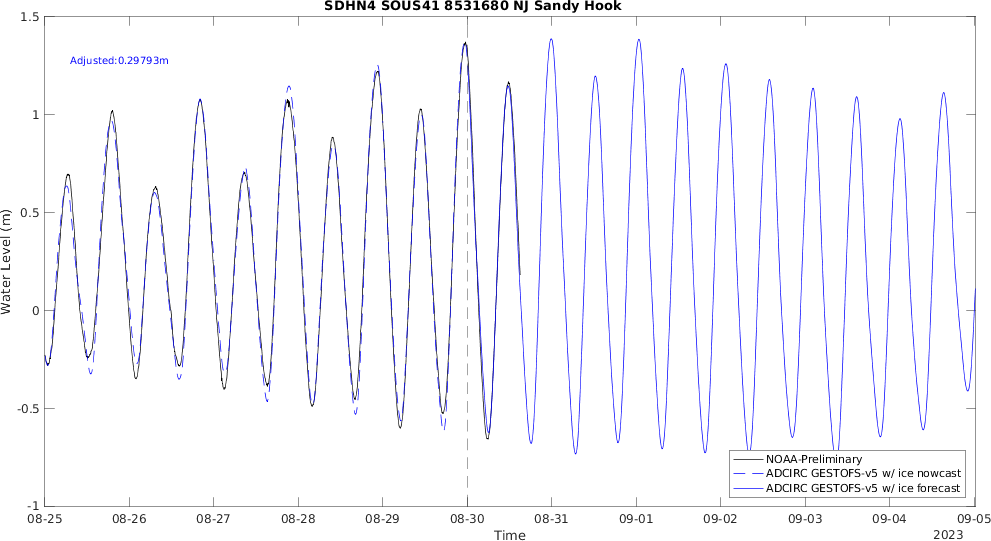 SDHN4 SOUS41 8531680 NJ Sandy Hook
1.5
Adjusted:0.29793m
1
0.5
Water Level (m)
0
-0.5
NOAA-Preliminary
ADCIRC GESTOFS-v5 w/ ice nowcast
ADCIRC GESTOFS-v5 w/ ice forecast
-1
08-25 08-26 08-27 08-28 08-29 08-30 08-31 09-01 09-02 09-03 09-04 09-05
Time
2023